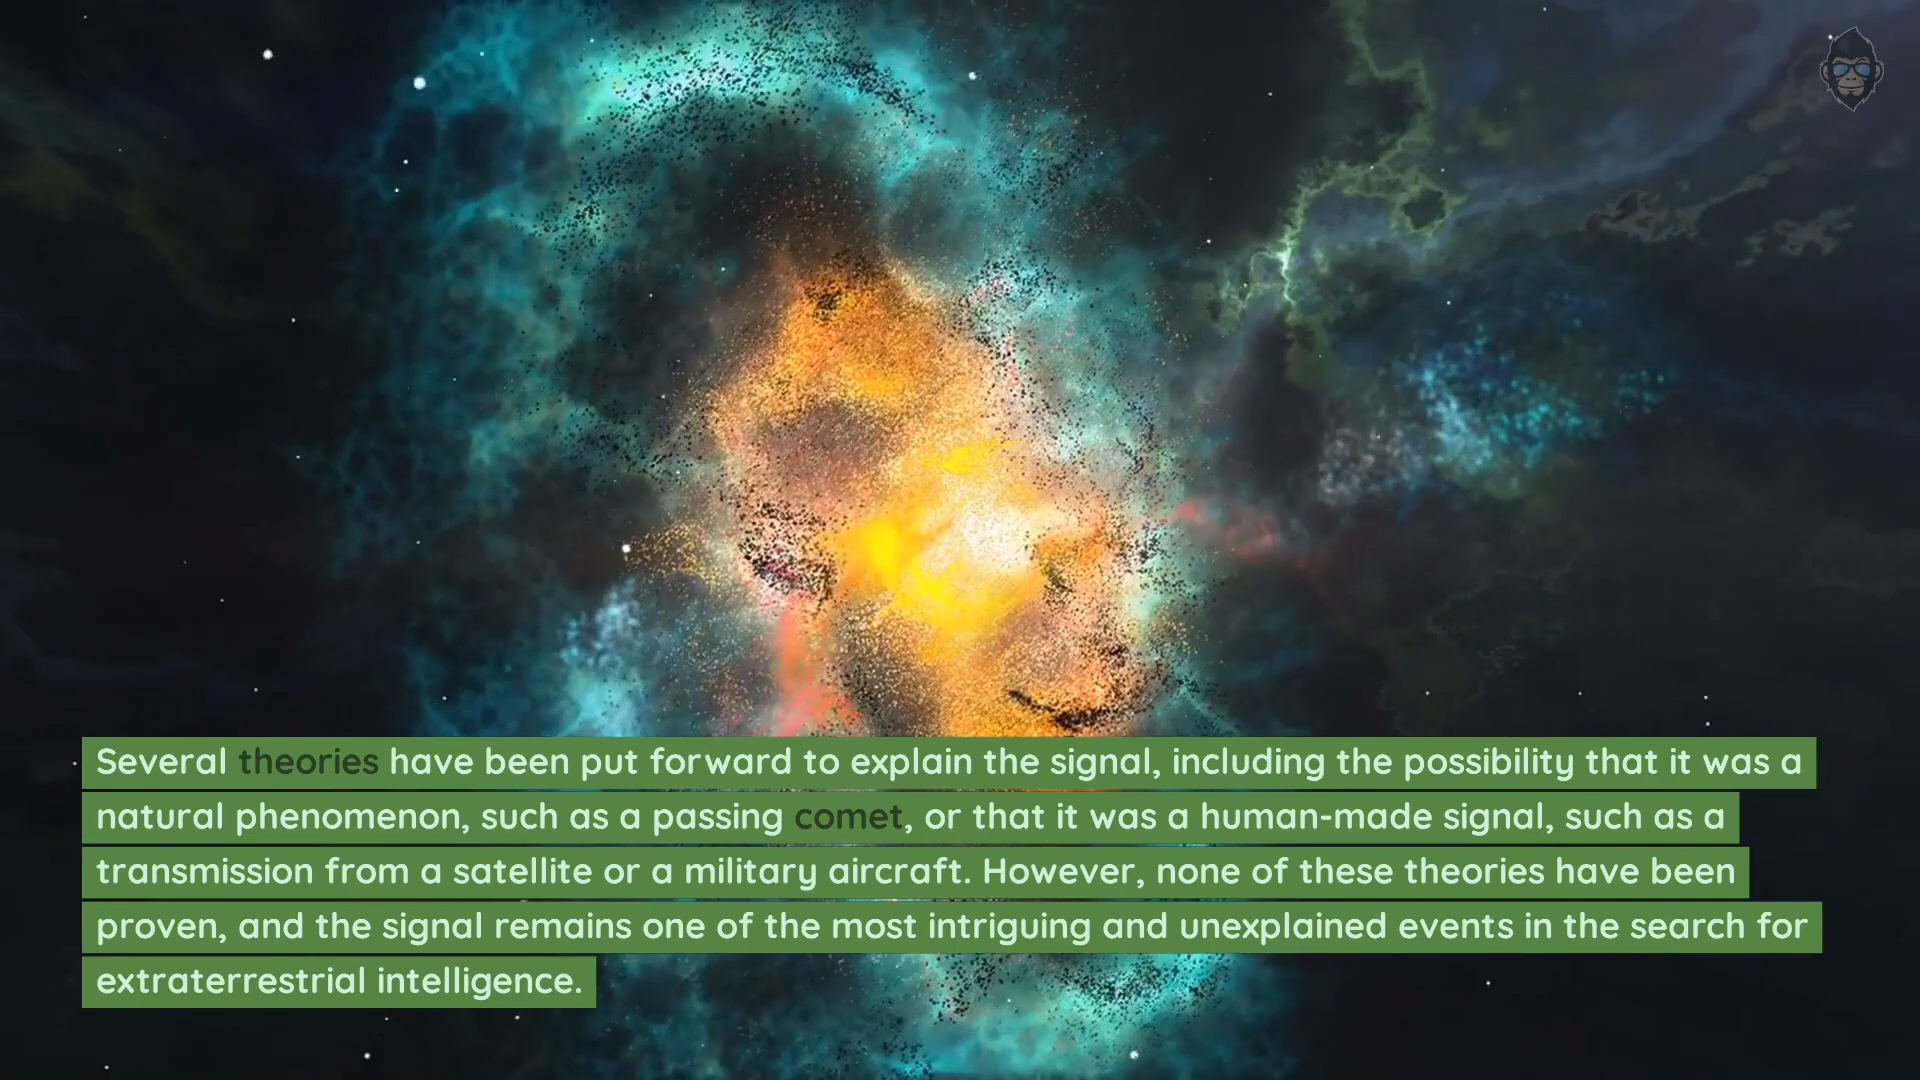 Several theories have been put forward to explain the signal, including the possibility that it was a
natural phenomenon, such as a passing comet, or that it was a human-made signal, such as a
transmission from a satellite or a military aircraft. However, none of these theories have been
proven, and the signal remains one of the most intriguing and unexplained events in the search for
extraterrestrial intelligence.